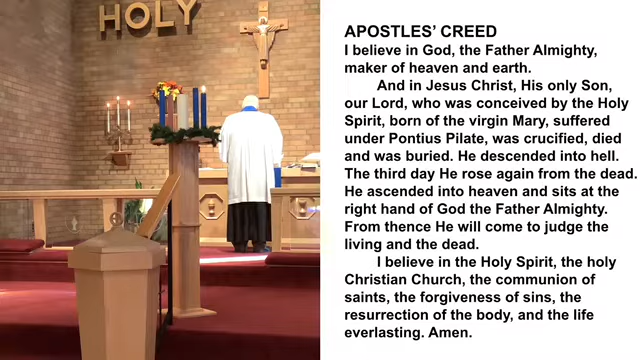 HOLY
APOSTLES’ CREED
I believe in God, the Father Almighty,
maker of heaven and earth.
And in Jesus Christ, His only Son,
our Lord, who was conceived by the Holy
Spirit, born of the virgin Mary, suffered
under Pontius Pilate, was crucified, died
and was buried. He descended into hell.
The third day He rose again from the dead.
He ascended into heaven and sits at the
right hand of God the Father Almighty.
From thence He will come to judge the
living and the dead.
I believe in the Holy Spirit, the holy
Christian Church, the communion of
saints, the forgiveness of sins, the
resurrection of the body, and the life
everlasting. Amen.